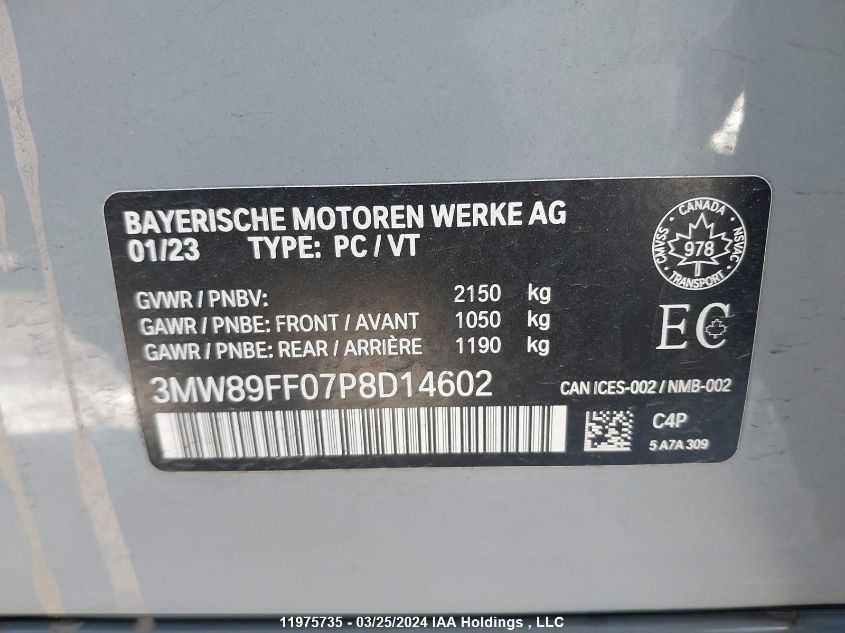 BAYERISCHE MOTOREN WERKE AG
01/23 TYPE: PC / VT
GVWR / PNBV: 2150 kg
GAWR / PNBE: FRONT / AVANT 1050 kg
GAWR / PNBE: REAR / ARRIÈRE 1190 kg
3MW89FF07P8D14602
CANADA
CMVSS 978 NSVAC
TRANSPORT
EC
CAN ICES-002 / NMB-002
C4P
5 A7A 309
11975735 - 03/25/2024 IAA Holdings , LLC